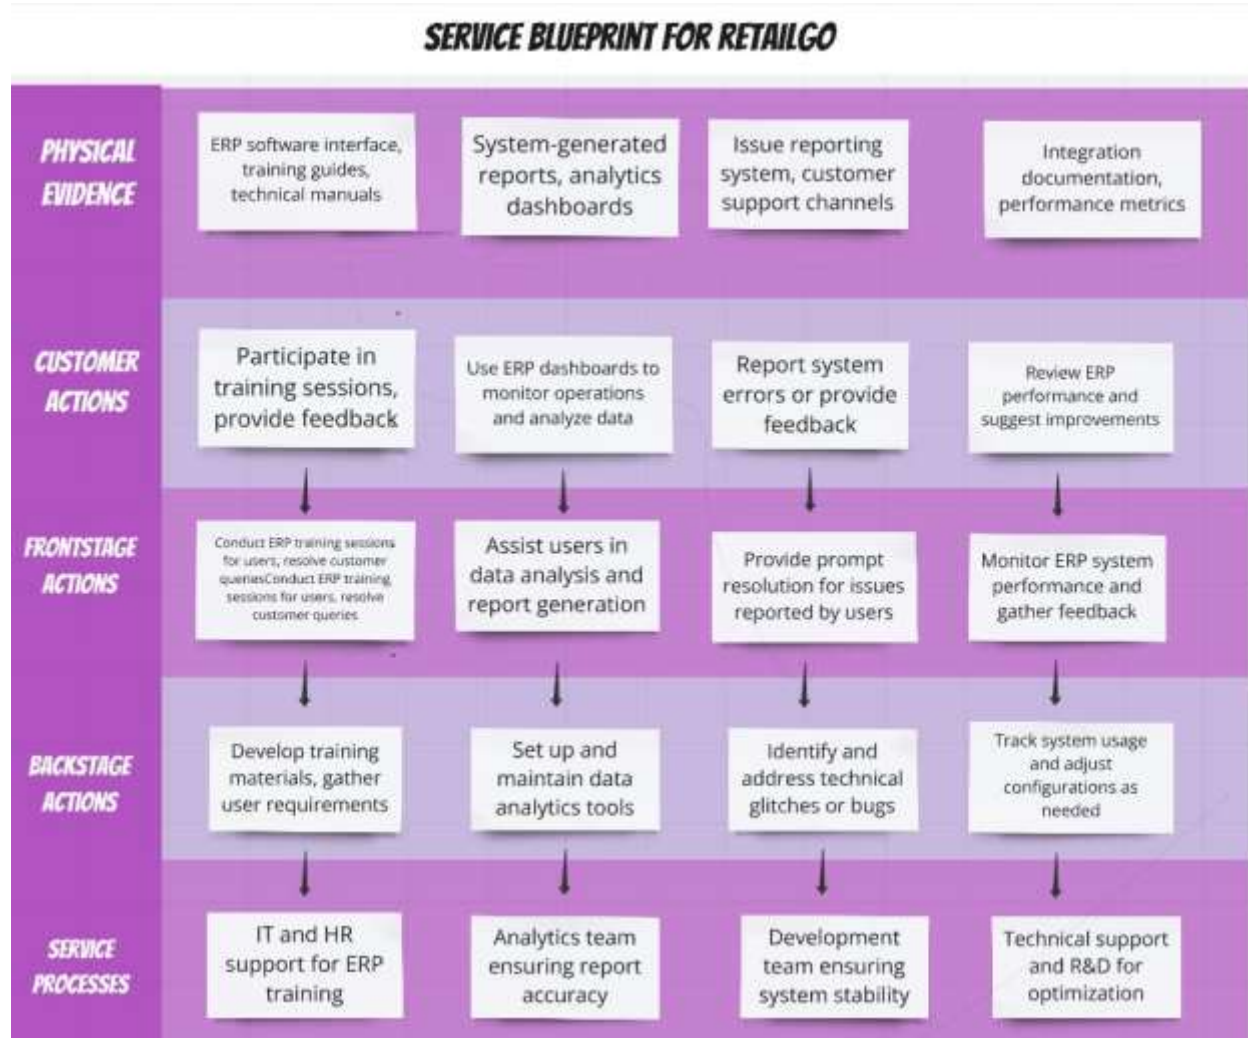 SERVICE BLUEPRINT FOR RETAILGO
PHYSICAL
EVIDENCE
ERP software interface,
training guides,
technical manuals
System-generated
reports, analytics
dashboards
Issue reporting
system, customer
support channels
Integration
documentation,
performance metrics
CUSTOMER
ACTIONS
Participate in
training sessions,
provide feedback
Use ERP dashboards to
monitor operations
and analyze data
Report system
errors or provide
feedback
Review ERP
performance and
suggest improvements
FRONTSTAGE
ACTIONS
Conduct ERP training sessions
for users, resolve customer
queriesConduct ERP training
sessions for users, resolve
customer queries
Assist users in
data analysis and
report generation
Provide prompt
resolution for issues
reported by users
Monitor ERP system
performance and
gather feedback
BACKSTAGE
ACTIONS
Develop training
materials, gather
user requirements
Set up and
maintain data
analytics tools
Identify and
address technical
glitches or bugs
Track system usage
and adjust
configurations as
needed
SERVICE
PROCESSES
IT and HR
support for ERP
training
Analytics team
ensuring report
accuracy
Development
team ensuring
system stability
Technical support
and R&D for
optimization